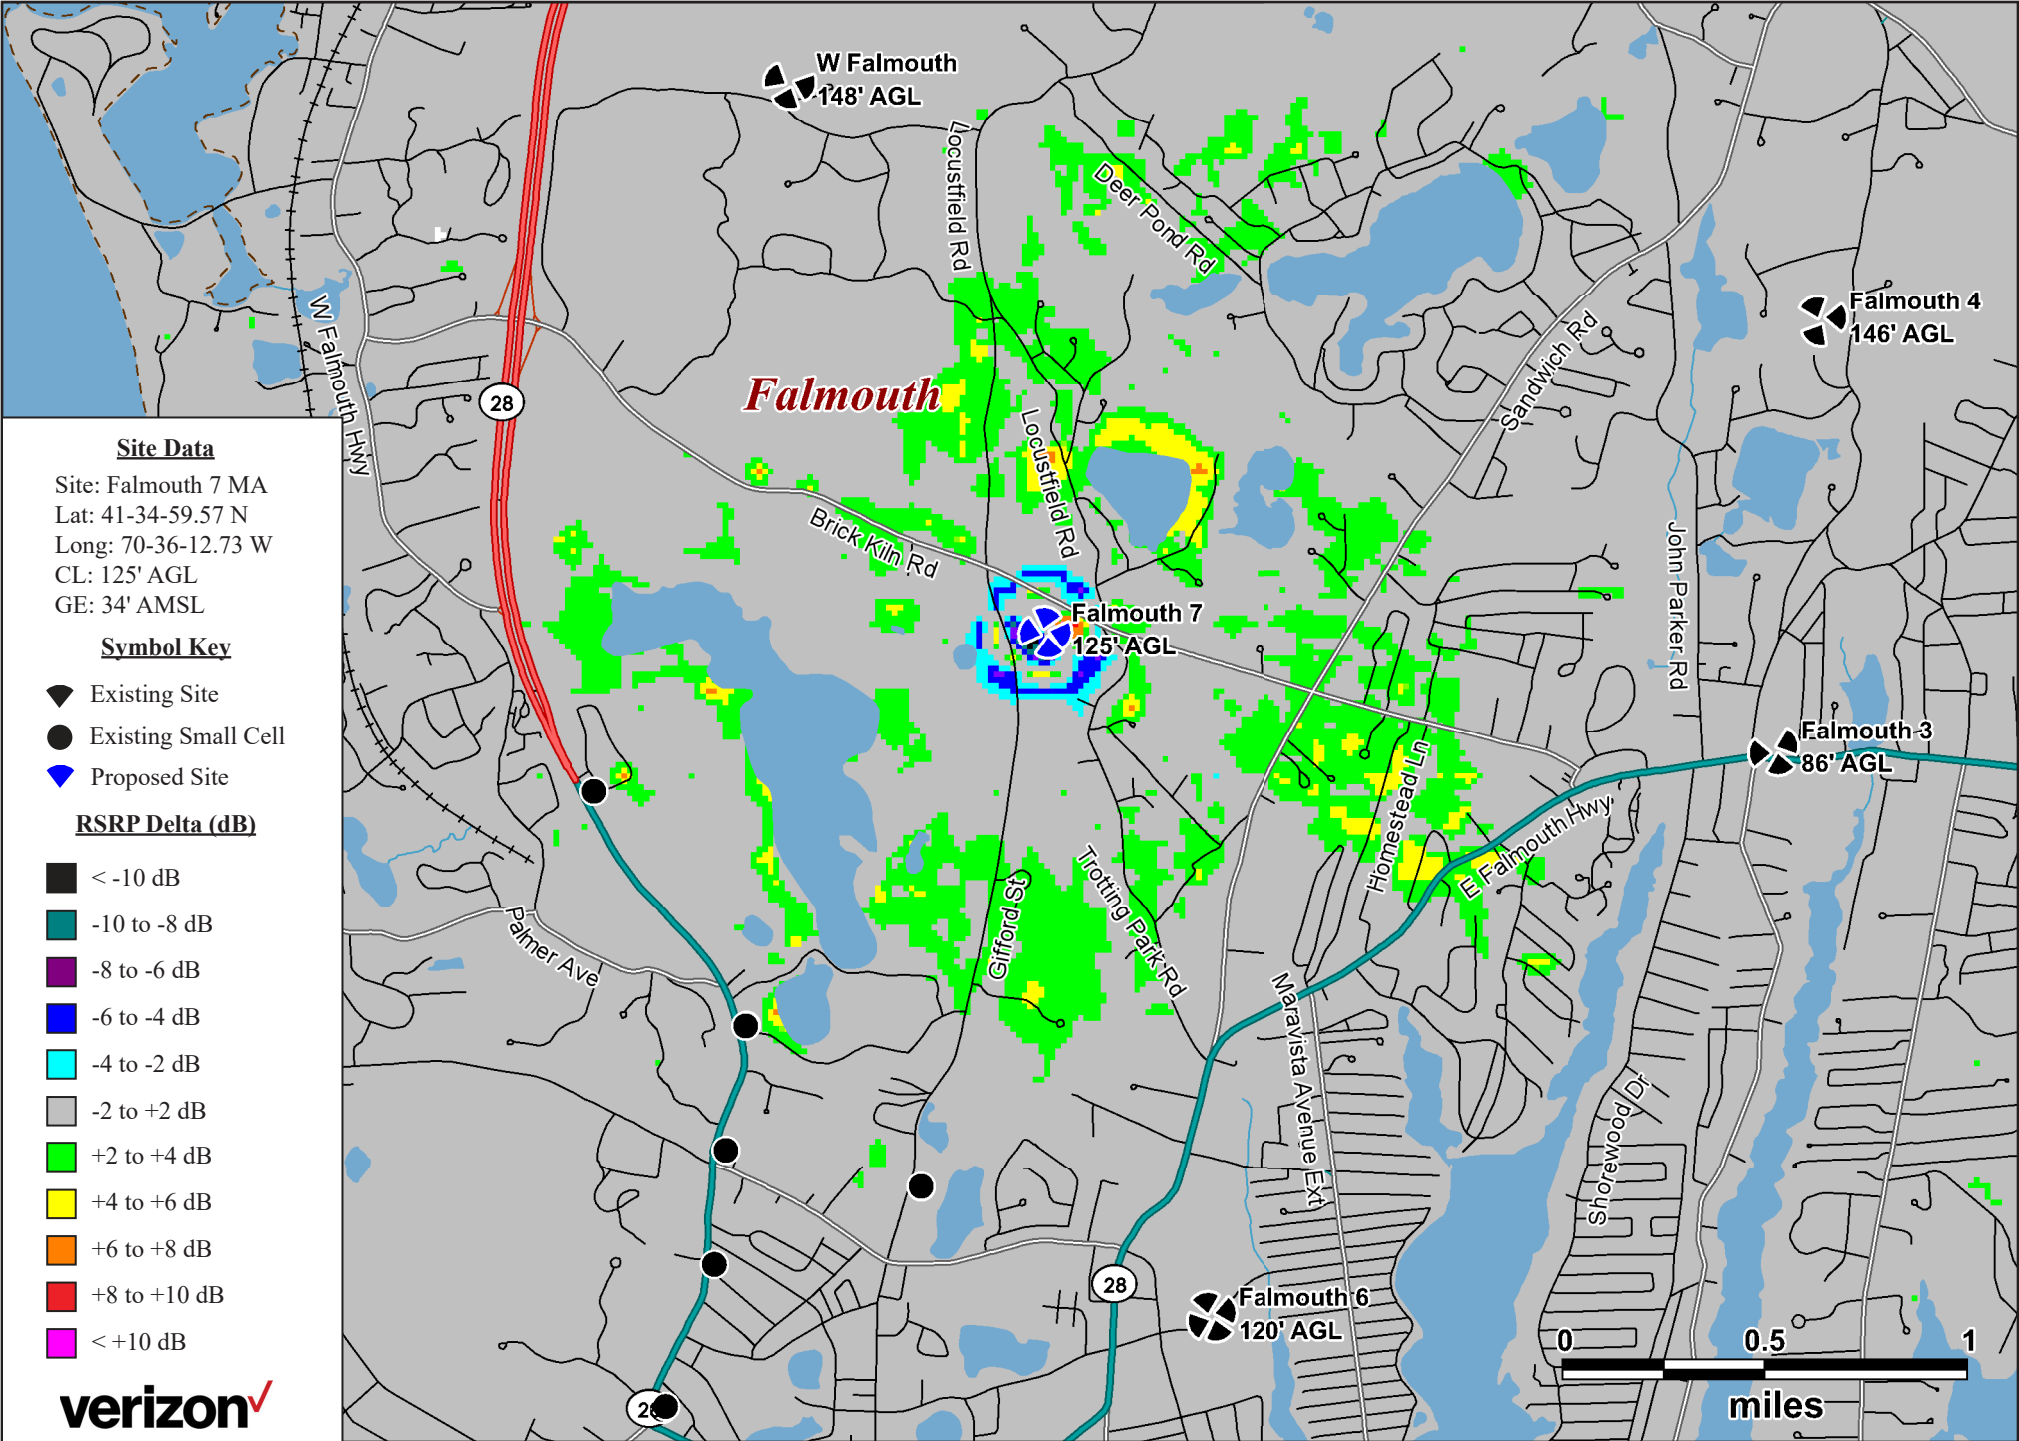 W Falmouth
148' AGL
Locustfield Rd
Deer Pond Rd
W Falmouth Hwy
Falmouth 4
146' AGL
Sandwich Rd
28
Falmouth
Locustfield Rd
Brick Kiln Rd
John Parker Rd
Falmouth 7
125' AGL
Falmouth 3
86' AGL
Homestead Ln
E Falmouth Hwy
Trotting Park Rd
Gifford St
Palmer Ave
Maravista Avenue Ext
Shorewood Dr
28
Falmouth 6
120' AGL
28
0 0.5 1
miles
Site Data
Site: Falmouth 7 MA
Lat: 41-34-59.57 N
Long: 70-36-12.73 W
CL: 125' AGL
GE: 34' AMSL
Symbol Key
Existing Site
Existing Small Cell
Proposed Site
RSRP Delta (dB)
< -10 dB
-10 to -8 dB
-8 to -6 dB
-6 to -4 dB
-4 to -2 dB
-2 to +2 dB
+2 to +4 dB
+4 to +6 dB
+6 to +8 dB
+8 to +10 dB
< +10 dB
verizon